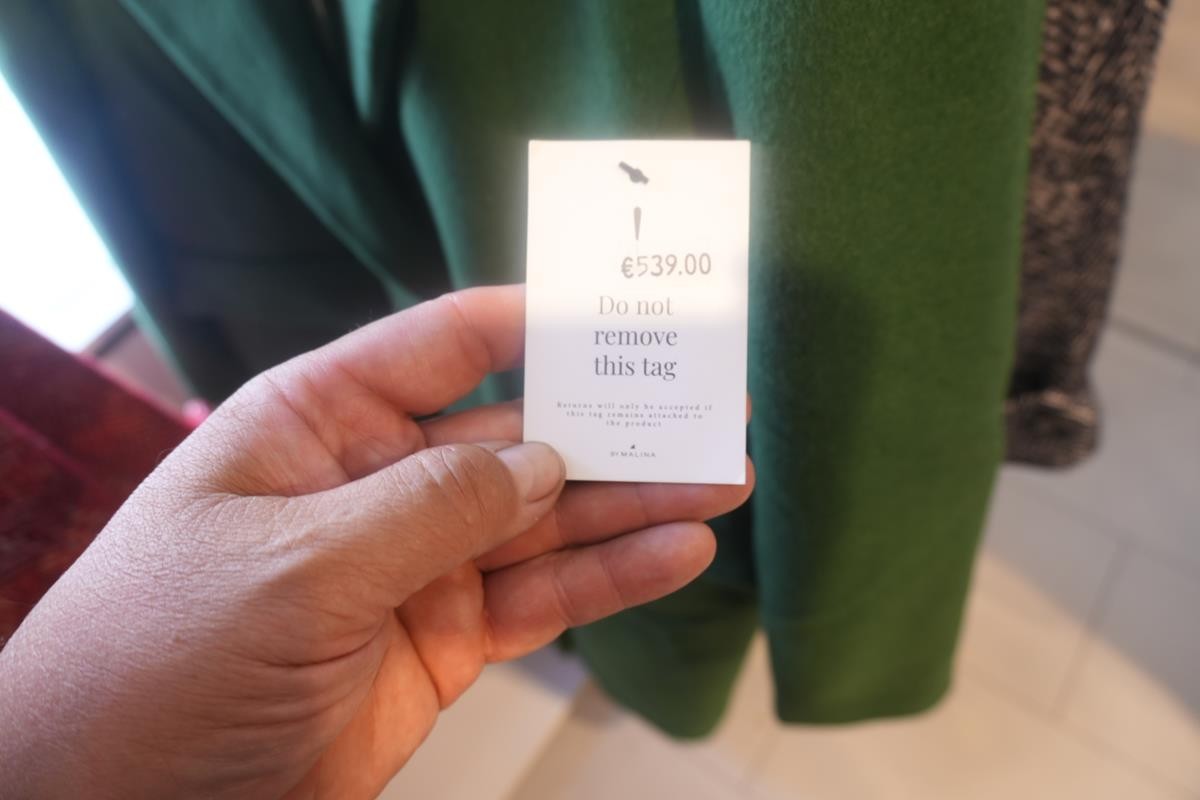 €539.00
Do not
remove
this tag
Returns will only be accepted if
this tag remains attached to
the product
BY MALINA